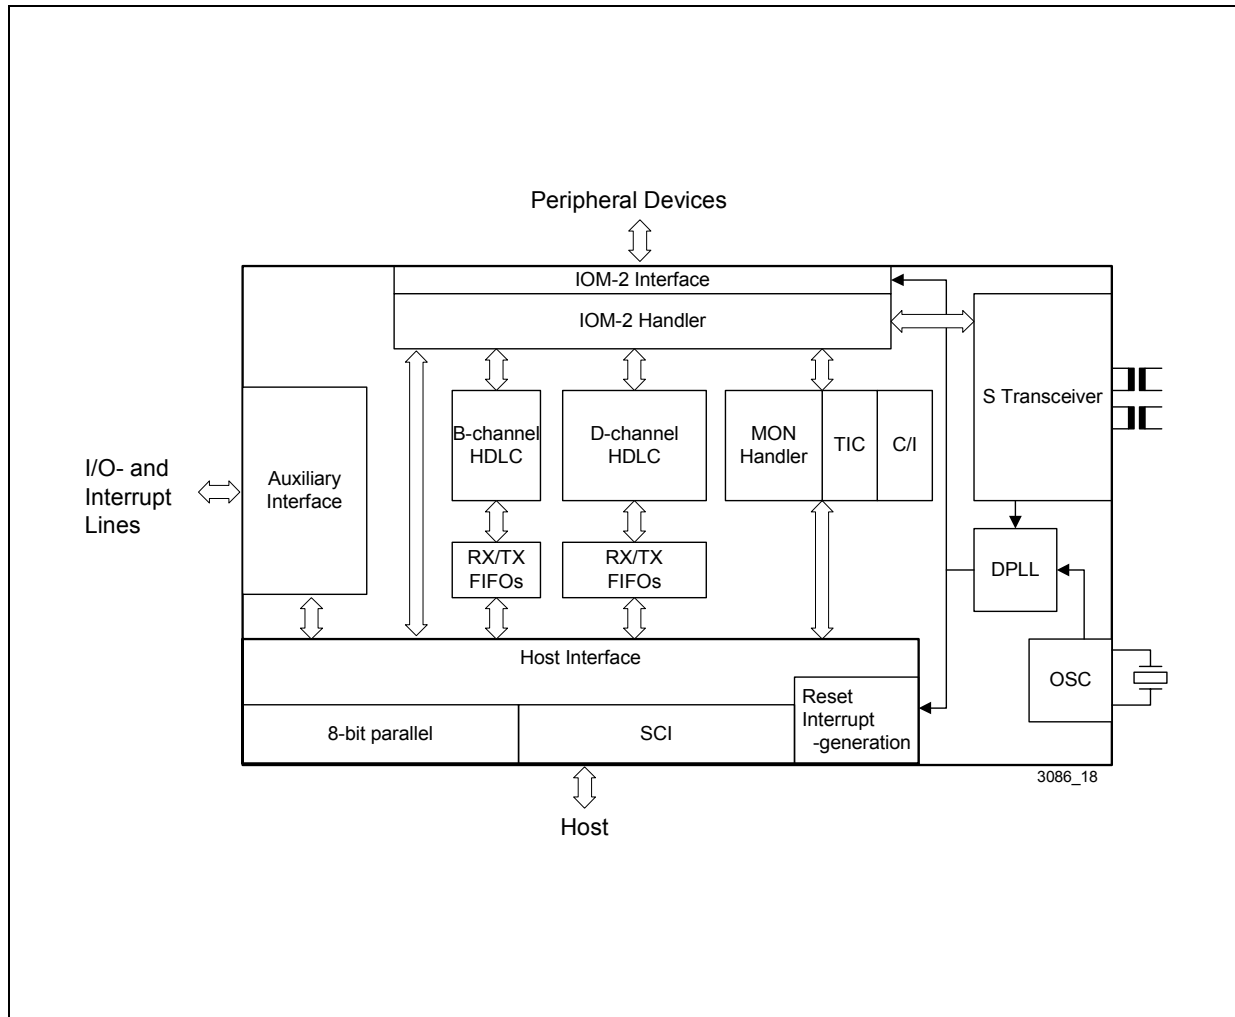 Peripheral Devices
IOM-2 Interface
IOM-2 Handler
S Transceiver
B-channel
HDLC
D-channel
HDLC
MON
Handler
TIC
C/I
I/O- and
Interrupt
Lines
Auxiliary
Interface
RX/TX
FIFOs
RX/TX
FIFOs
DPLL
Host Interface
OSC
Reset
Interrupt
-generation
8-bit parallel
SCI
3086_18
Host